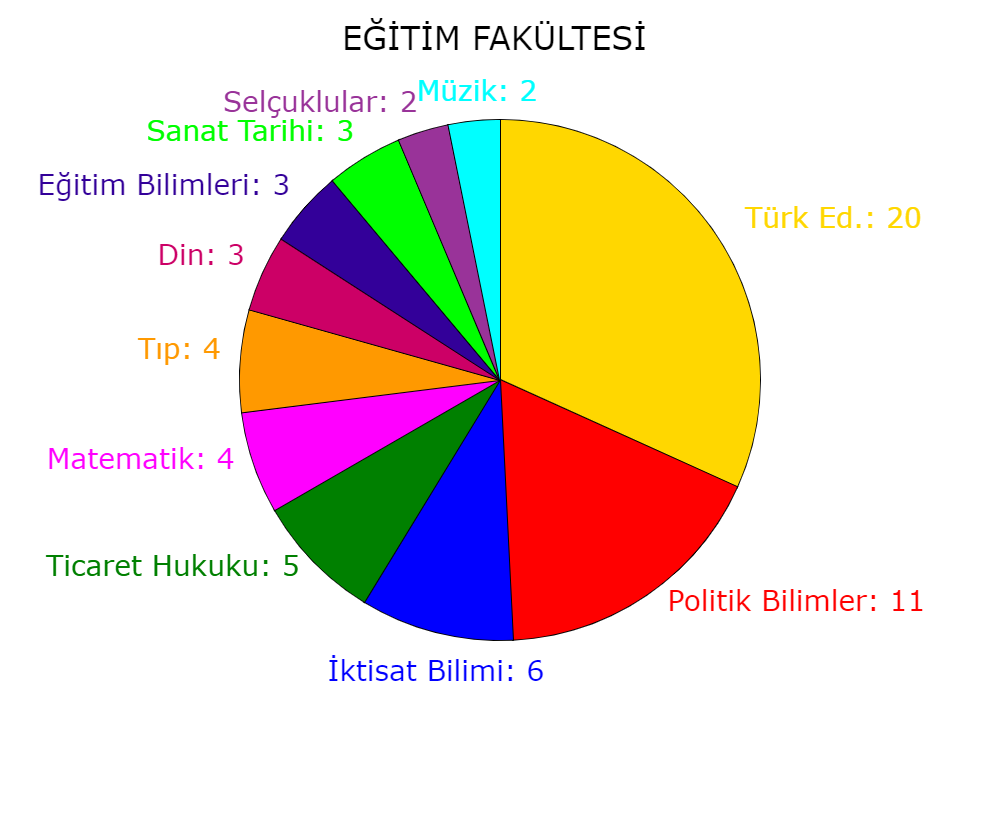 EĞİTİM FAKÜLTESİ
Müzik: 2
Selçuklular: 2
Sanat Tarihi: 3
Eğitim Bilimleri: 3
Türk Ed.: 20
Din: 3
Tıp: 4
Matematik: 4
Ticaret Hukuku: 5
Politik Bilimler: 11
İktisat Bilimi: 6